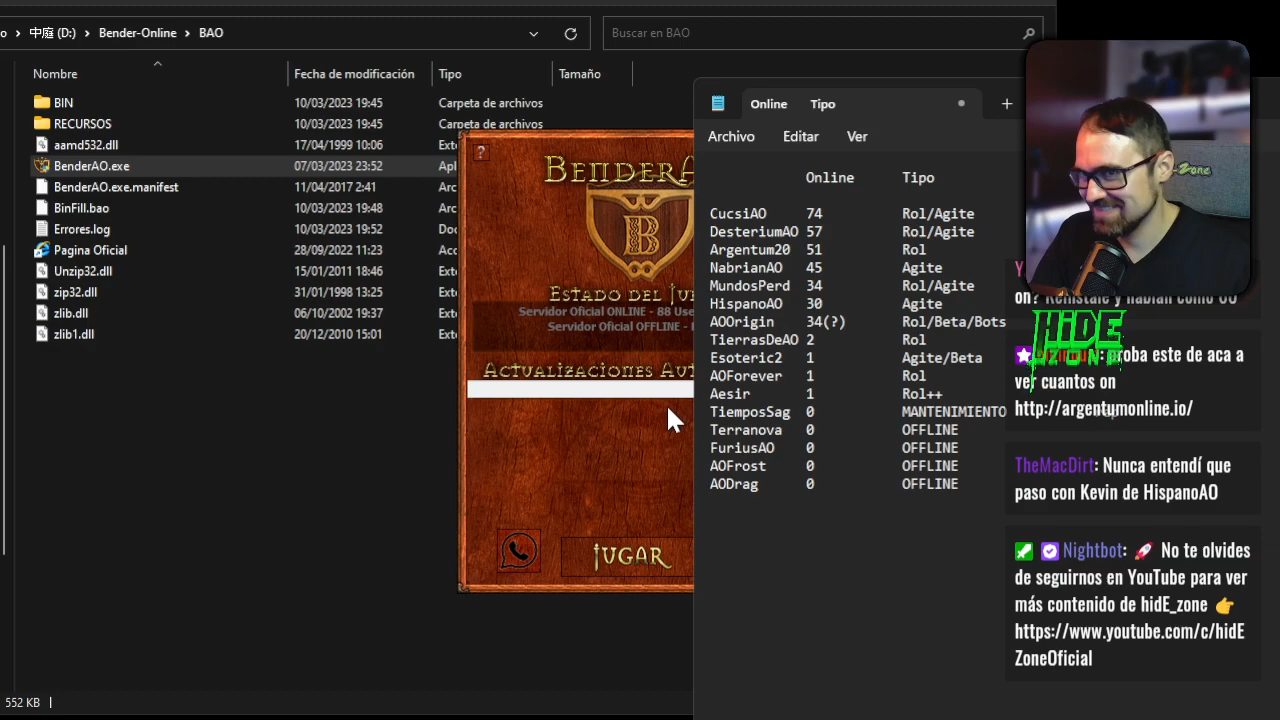 中庭 (D:) › Bender-Online › BAO
Buscar en BAO
Nombre Fecha de modificación Tipo Tamaño
BIN 10/03/2023 19:45 Carpeta de archivos
RECURSOS 10/03/2023 19:45 Carpeta de archivos
aamd532.dll 17/04/1999 10:06
BenderAO.exe 07/03/2023 23:52
BenderAO.exe.manifest 11/04/2017 2:41
BinFill.bao 10/03/2023 19:48
Errores.log 10/03/2023 19:52
Pagina Oficial 28/09/2022 11:23
Unzip32.dll 15/01/2011 18:46
zip32.dll 31/01/1998 13:25
zlib.dll 06/10/2002 19:37
zlib1.dll 20/12/2010 15:01
552 KB
?
B
Estado del
Servidor Oficial ONLINE - 88
Servidor Oficial OFFLINE -
JUGAR
Online Tipo
Archivo Editar Ver
Online Tipo
CucsiAO 74 Rol/Agite
DesteriumAO 57 Rol/Agite
Argentum20 51 Rol
NabrianAO 45 Agite
MundosPerd 34 Rol/Agite
HispanoAO 30 Agite
AOOrigin 34(?) Rol/Beta/Bots
TierrasDeAO 2 Rol
Esoteric2 1 Agite/Beta
AOForever 1 Rol
Aesir 1 Rol++
TiemposSag 0 MANTENIMIENTO
Terranova 0 OFFLINE
FuriusAO 0 OFFLINE
AOFrost 0 OFFLINE
AODrag 0 OFFLINE
HiDE
ZONE
: proba este de aca a
ver cuantos on
http://argentumonline.io/
TheMacDirt: Nunca entendí que
paso con Kevin de HispanoAO
Nightbot: 🚀 No te olvides
de seguirnos en YouTube para ver
más contenido de hidE_zone 👉
https://www.youtube.com/c/hidE
ZoneOficial